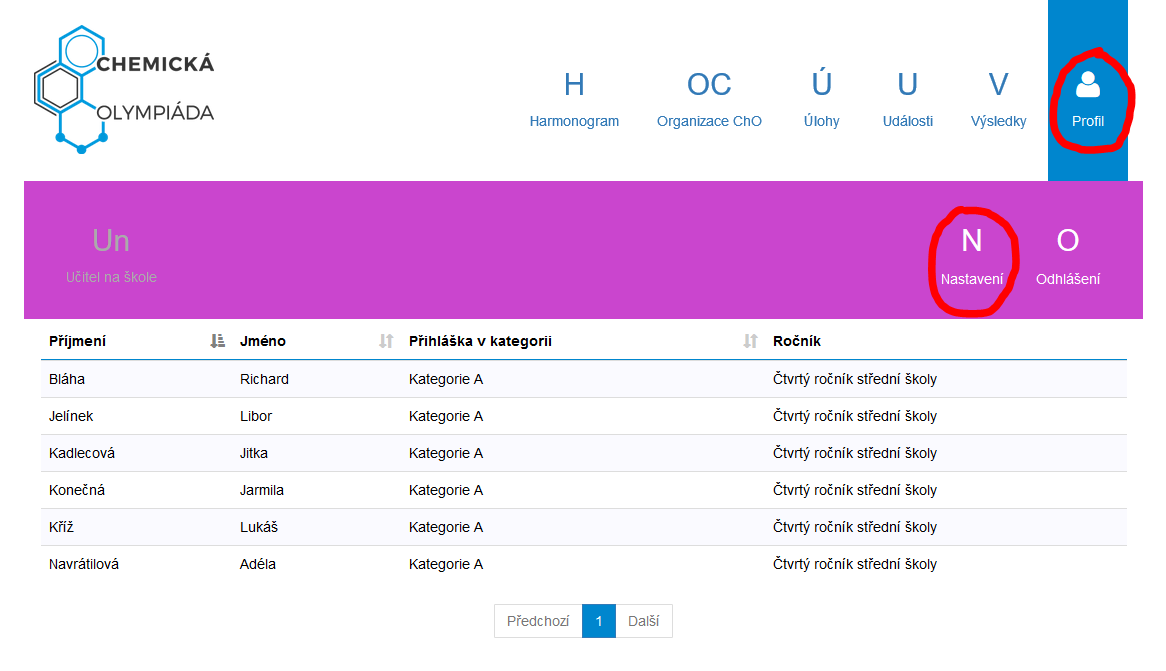 CHEMICKÁ
OLYMPIÁDA
H OC Ú U V
Harmonogram Organizace ChO Úlohy Události Výsledky Profil
Un N O
Učitel na škole Nastavení Odhlášení
Příjmení Jméno Přihláška v kategorii Ročník
Bláha Richard Kategorie A Čtvrtý ročník střední školy
Jelínek Libor Kategorie A Čtvrtý ročník střední školy
Kadlecová Jitka Kategorie A Čtvrtý ročník střední školy
Konečná Jarmila Kategorie A Čtvrtý ročník střední školy
Kříž Lukáš Kategorie A Čtvrtý ročník střední školy
Navrátilová Adéla Kategorie A Čtvrtý ročník střední školy
Předchozí 1 Další